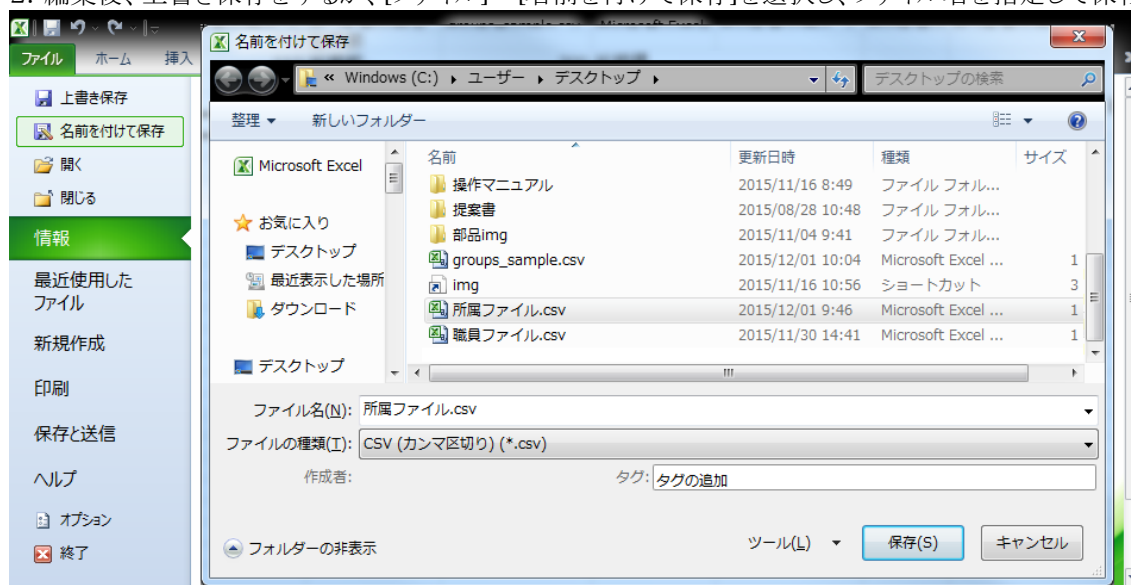 名前を付けて保存
ファイル ホーム 挿入
« Windows (C:) ユーザー デスクトップ
デスクトップの検索
上書き保存
名前を付けて保存
開く
閉じる
情報
最近使用した
ファイル
新規作成
印刷
保存と送信
ヘルプ
オプション
終了
整理 新しいフォルダー
Microsoft Excel
お気に入り
デスクトップ
最近表示した場所
ダウンロード
デスクトップ
名前 更新日時 種類 サイズ
操作マニュアル 2015/11/16 8:49 ファイル フォル...
提案書 2015/08/28 10:48 ファイル フォル...
部品img 2015/11/04 9:41 ファイル フォル...
groups_sample.csv 2015/12/01 10:04 Microsoft Excel ... 1
img 2015/11/16 10:56 ショートカット 3
所属ファイル.csv 2015/12/01 9:46 Microsoft Excel ... 1
職員ファイル.csv 2015/11/30 14:41 Microsoft Excel ... 1
ファイル名(N): 所属ファイル.csv
ファイルの種類(T): CSV (カンマ区切り) (*.csv)
作成者: タグ: タグの追加
フォルダーの非表示
ツール(L) 保存(S) キャンセル